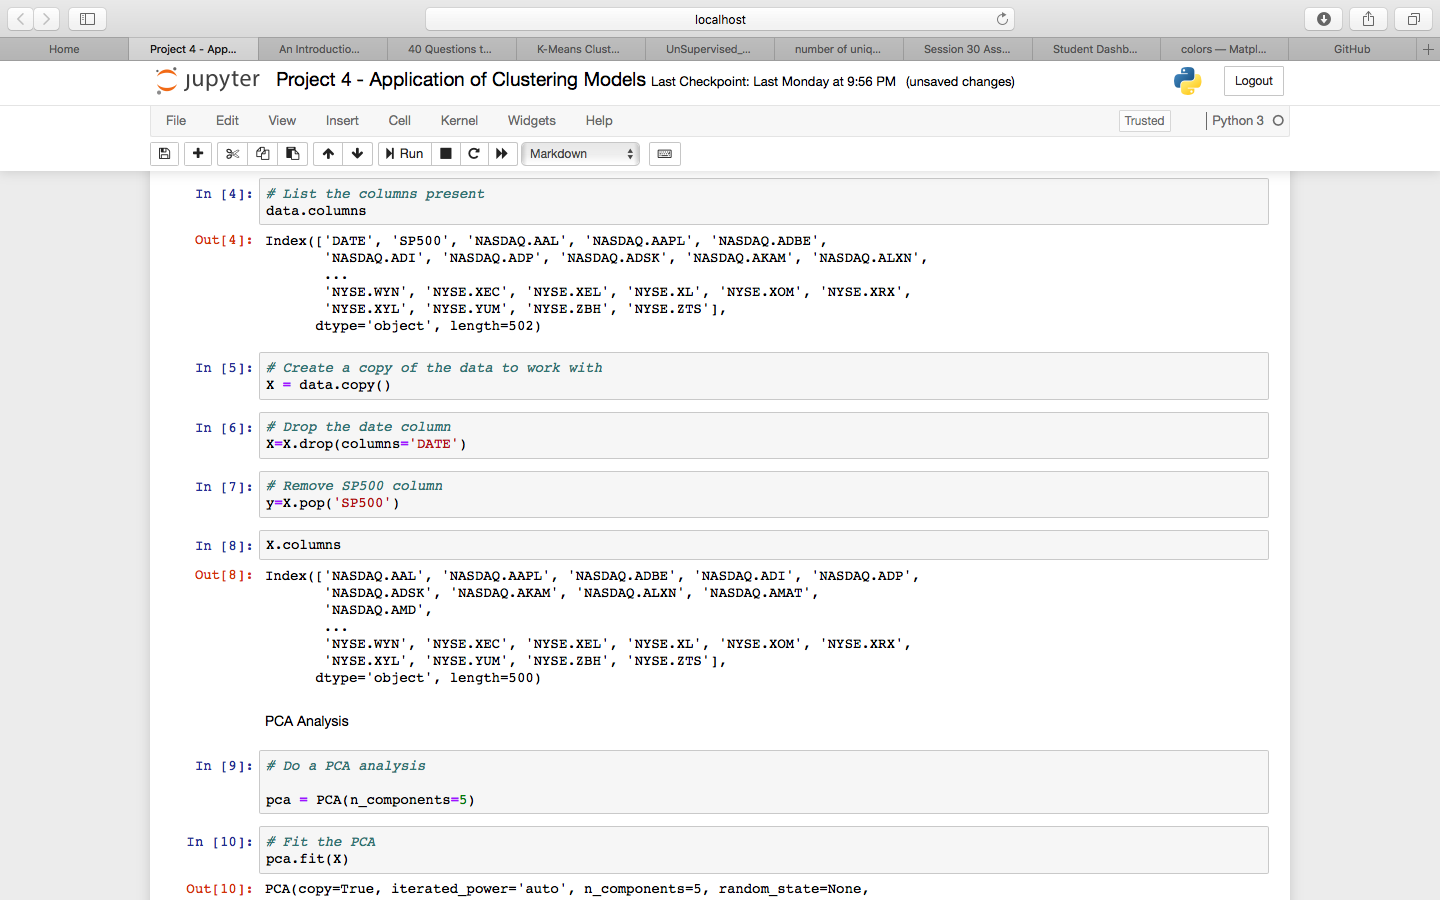 localhost
Home
Project 4 - App...
An Introductio...
40 Questions t...
K-Means Clust...
UnSupervised_...
number of uniq...
Session 30 Ass...
Student Dashb...
colors — Matpl...
GitHub
jupyter Project 4 - Application of Clustering Models Last Checkpoint: Last Monday at 9:56 PM (unsaved changes)
Logout
File Edit View Insert Cell Kernel Widgets Help
Trusted
Python 3
Run
Markdown
In [4]: # List the columns present
data.columns
Out[4]: Index(['DATE', 'SP500', 'NASDAQ.AAL', 'NASDAQ.AAPL', 'NASDAQ.ADBE',
'NASDAQ.ADI', 'NASDAQ.ADP', 'NASDAQ.ADSK', 'NASDAQ.AKAM', 'NASDAQ.ALXN',
...
'NYSE.WYN', 'NYSE.XEC', 'NYSE.XEL', 'NYSE.XL', 'NYSE.XOM', 'NYSE.XRX',
'NYSE.XYL', 'NYSE.YUM', 'NYSE.ZBH', 'NYSE.ZTS'],
dtype='object', length=502)
In [5]: # Create a copy of the data to work with
X = data.copy()
In [6]: # Drop the date column
X=X.drop(columns='DATE')
In [7]: # Remove SP500 column
y=X.pop('SP500')
In [8]: X.columns
Out[8]: Index(['NASDAQ.AAL', 'NASDAQ.AAPL', 'NASDAQ.ADBE', 'NASDAQ.ADI', 'NASDAQ.ADP',
'NASDAQ.ADSK', 'NASDAQ.AKAM', 'NASDAQ.ALXN', 'NASDAQ.AMAT',
'NASDAQ.AMD',
...
'NYSE.WYN', 'NYSE.XEC', 'NYSE.XEL', 'NYSE.XL', 'NYSE.XOM', 'NYSE.XRX',
'NYSE.XYL', 'NYSE.YUM', 'NYSE.ZBH', 'NYSE.ZTS'],
dtype='object', length=500)
PCA Analysis
In [9]: # Do a PCA analysis
pca = PCA(n_components=5)
In [10]: # Fit the PCA
pca.fit(X)
Out[10]: PCA(copy=True, iterated_power='auto', n_components=5, random_state=None,